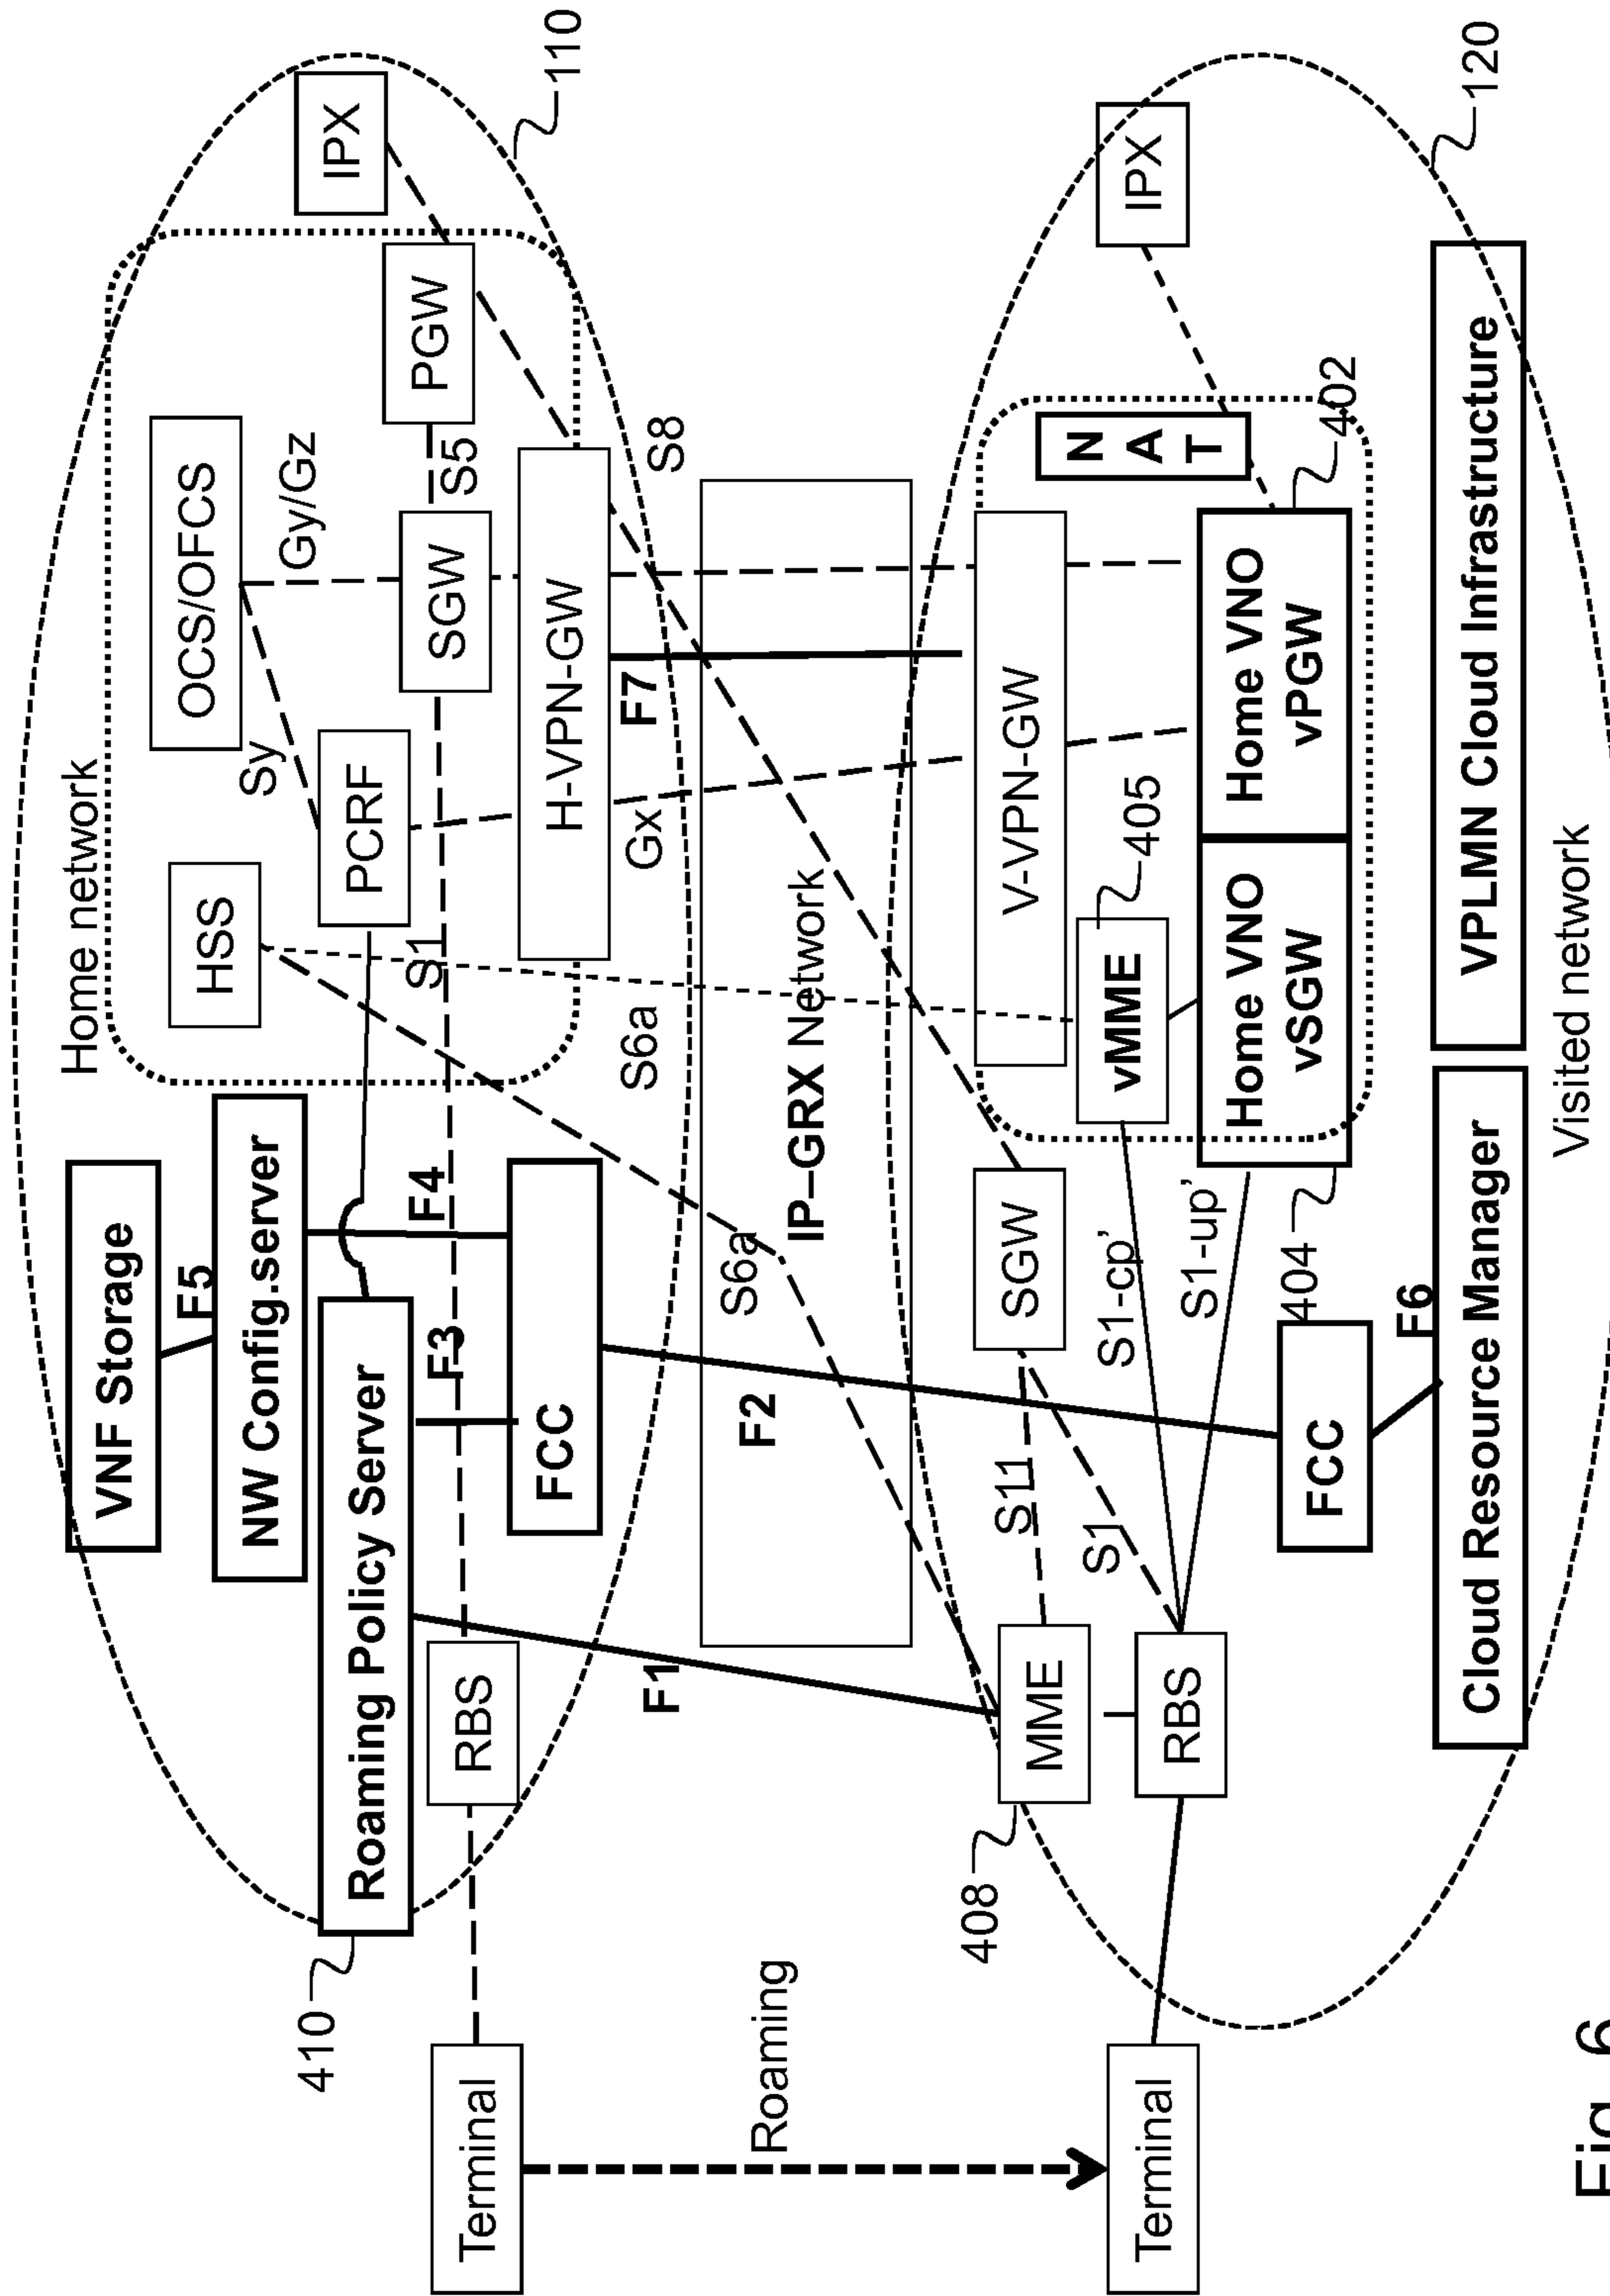 Home network
VNF Storage
F5
NW Config.server
Roaming Policy Server
410
F4
F3
FCC
RBS
Terminal
HSS
OCS/OFCS
Sy
Gy/Gz
PCRF
S1
SGW
S5
PGW
IPX
110
H-VPN-GW
F7
S8
Gx
S6a
F1
IP–GRX Network
S6a
F2
Roaming
Terminal
408
MME
RBS
S11
S1
SGW
S1-cp’
S1-up’
V-VPN-GW
vMME
405
N
A
T
IPX
Home VNO
vSGW
Home VNO
vPGW
402
404
FCC
F6
Cloud Resource Manager
VPLMN Cloud Infrastructure
120
Visited network
Fig. 6